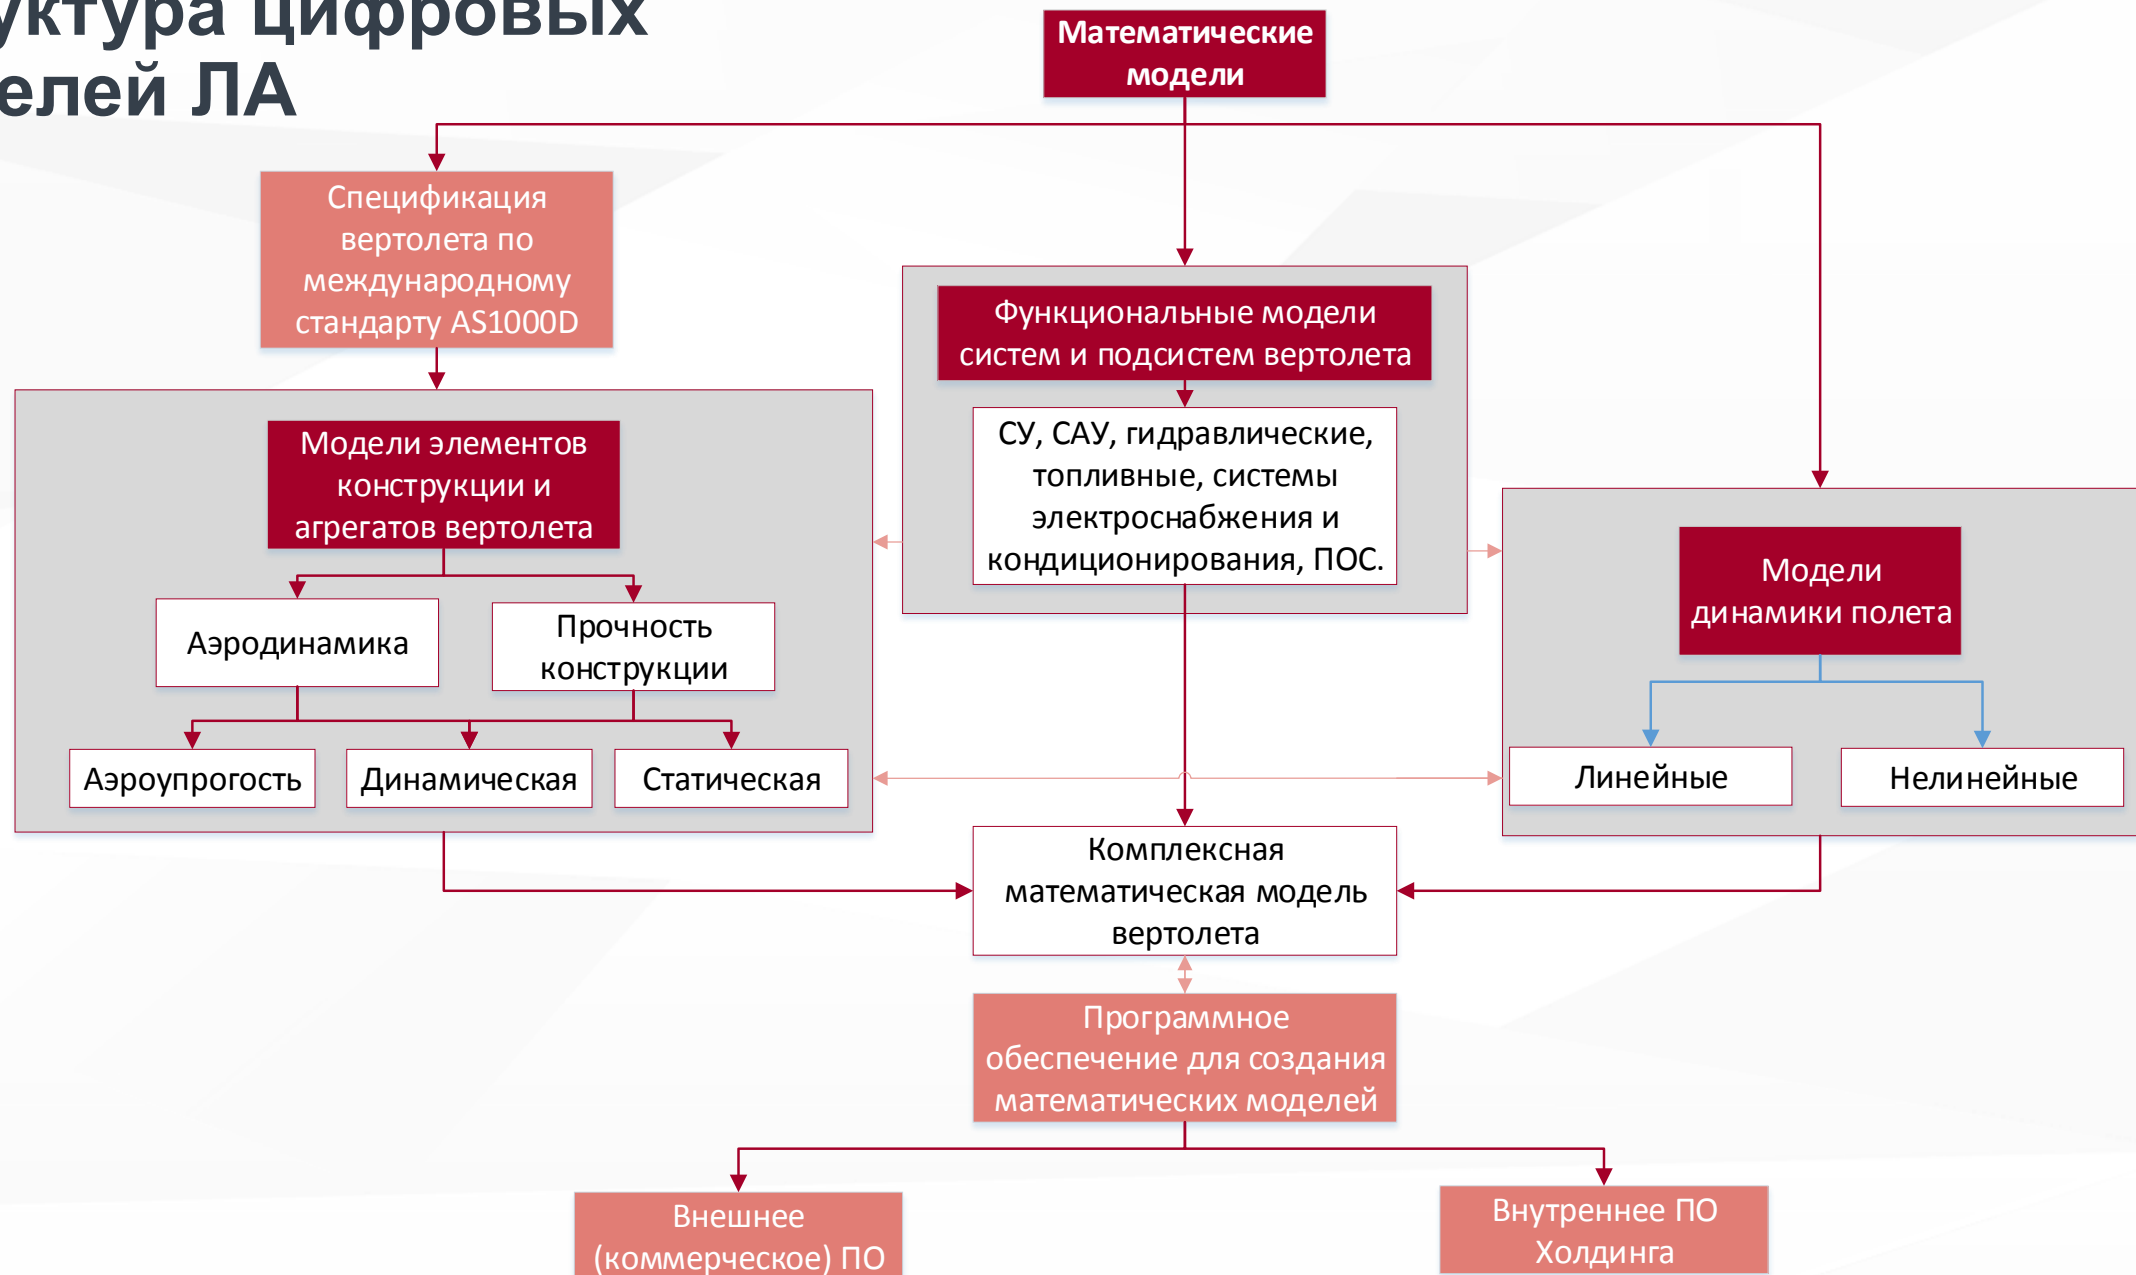 уктура цифровых
елей ЛА
Математические
модели
Спецификация
вертолета по
международному
стандарту AS1000D
Функциональные модели
систем и подсистем вертолета
СУ, САУ, гидравлические,
топливные, системы
электроснабжения и
кондиционирования, ПОС.
Модели элементов
конструкции и
агрегатов вертолета
Аэродинамика
Прочность
конструкции
Аэроупрогость
Динамическая
Статическая
Модели
динамики полета
Линейные
Нелинейные
Комплексная
математическая модель
вертолета
Программное
обеспечение для создания
математических моделей
Внешнее
(коммерческое) ПО
Внутреннее ПО
Холдинга